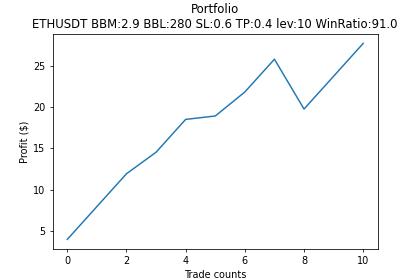 Portfolio
ETHUSDT BBM:2.9 BBL:280 SL:0.6 TP:0.4 lev:10 WinRatio:91.0
25
20
15
10
5
Profit ($)
0 2 4 6 8 10
Trade counts